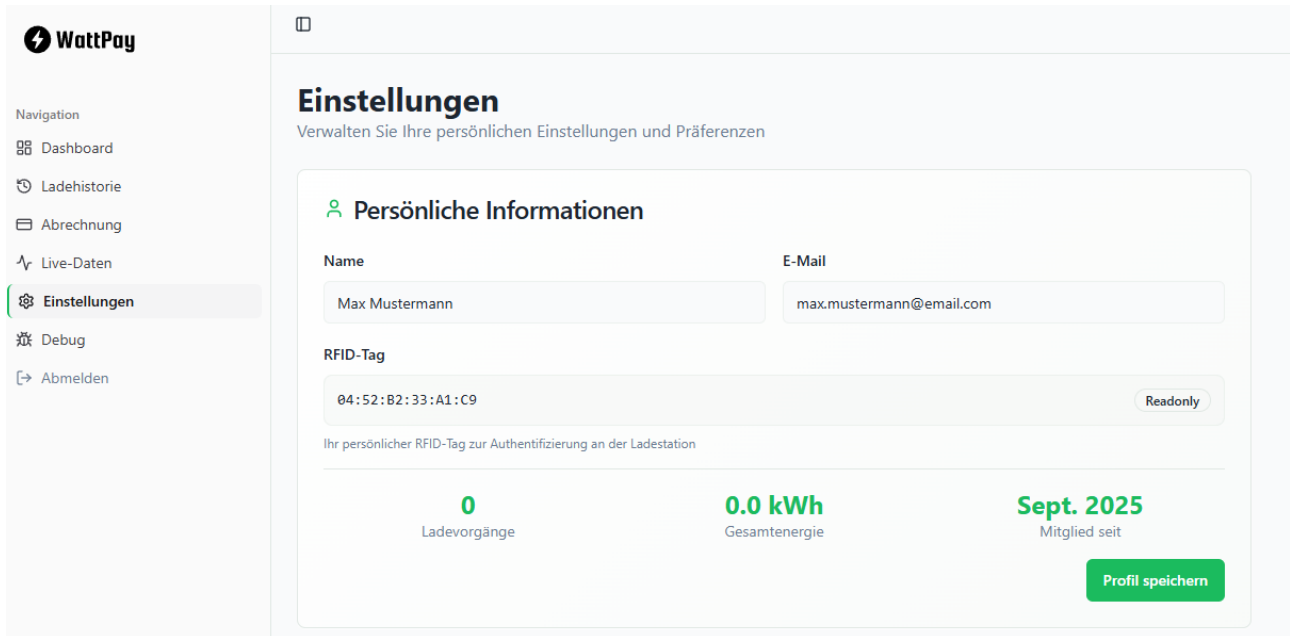 WattPay
Navigation
Dashboard
Ladehistorie
Abrechnung
Live-Daten
Einstellungen
Debug
Abmelden
Einstellungen
Verwalten Sie Ihre persönlichen Einstellungen und Präferenzen
Persönliche Informationen
Name
Max Mustermann
E-Mail
max.mustermann@email.com
RFID-Tag
04:52:B2:33:A1:C9
Readonly
Ihr persönlicher RFID-Tag zur Authentifizierung an der Ladestation
0
Ladevorgänge
0.0 kWh
Gesamtenergie
Sept. 2025
Mitglied seit
Profil speichern